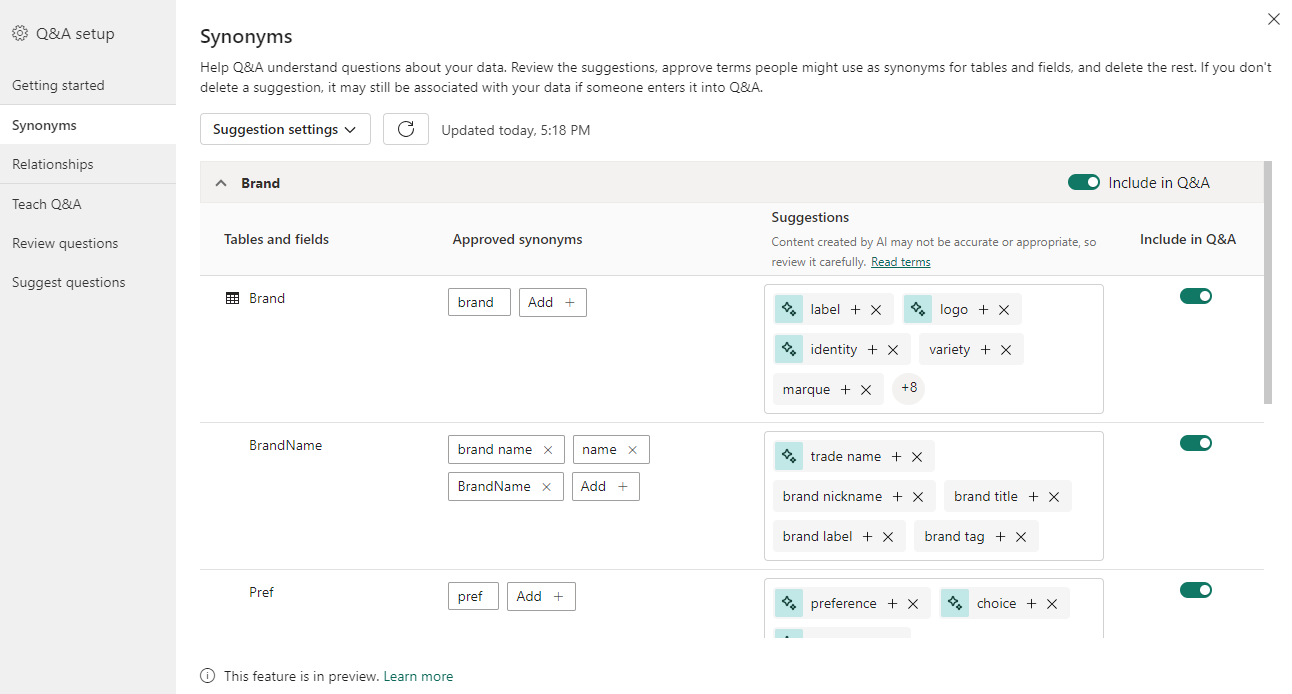 Q&A setup
Getting started
Synonyms
Relationships
Teach Q&A
Review questions
Suggest questions
Synonyms
Help Q&A understand questions about your data. Review the suggestions, approve terms people might use as synonyms for tables and fields, and delete the rest. If you don't
delete a suggestion, it may still be associated with your data if someone enters it into Q&A.
Suggestion settings
Updated today, 5:18 PM
Brand
Include in Q&A
Tables and fields
Approved synonyms
Suggestions
Content created by AI may not be accurate or appropriate, so
review it carefully. Read terms
Include in Q&A
Brand
brand Add +
label + × logo + ×
identity + × variety + ×
marque + × +8
BrandName
brand name × name ×
BrandName × Add +
trade name + ×
brand nickname + × brand title + ×
brand label + × brand tag + ×
Pref
pref Add +
preference + × choice + ×
This feature is in preview. Learn more